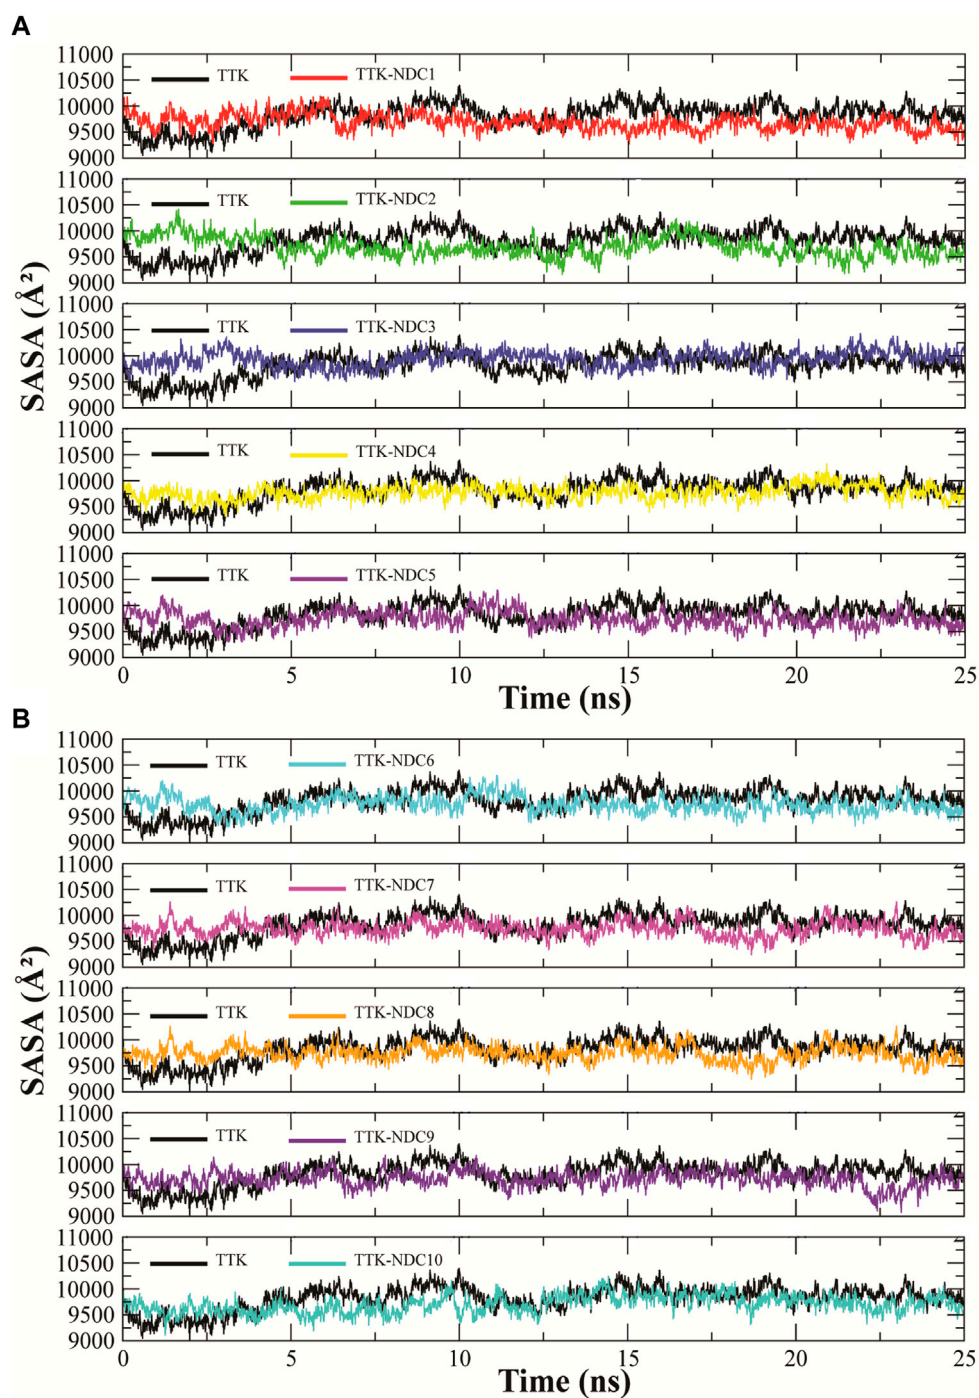 A
11000
10500
10000
9500
9000
TTK
TTK-NDC1
11000
10500
10000
9500
9000
TTK
TTK-NDC2
11000
10500
10000
9500
9000
TTK
TTK-NDC3
11000
10500
10000
9500
9000
TTK
TTK-NDC4
11000
10500
10000
9500
9000
TTK
TTK-NDC5
SASA (Å²)
0 5 10 15 20 25
Time (ns)
B
11000
10500
10000
9500
9000
TTK
TTK-NDC6
11000
10500
10000
9500
9000
TTK
TTK-NDC7
11000
10500
10000
9500
9000
TTK
TTK-NDC8
11000
10500
10000
9500
9000
TTK
TTK-NDC9
11000
10500
10000
9500
9000
TTK
TTK-NDC10
SASA (Å²)
0 5 10 15 20 25
Time (ns)